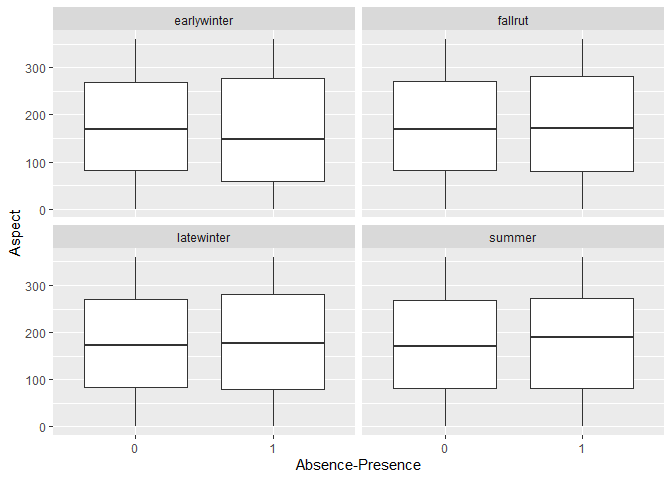 earlywinter fallrut
300
200
100
0
latewinter summer
300
200
100
0
0 1 0 1
Absence-Presence
Aspect